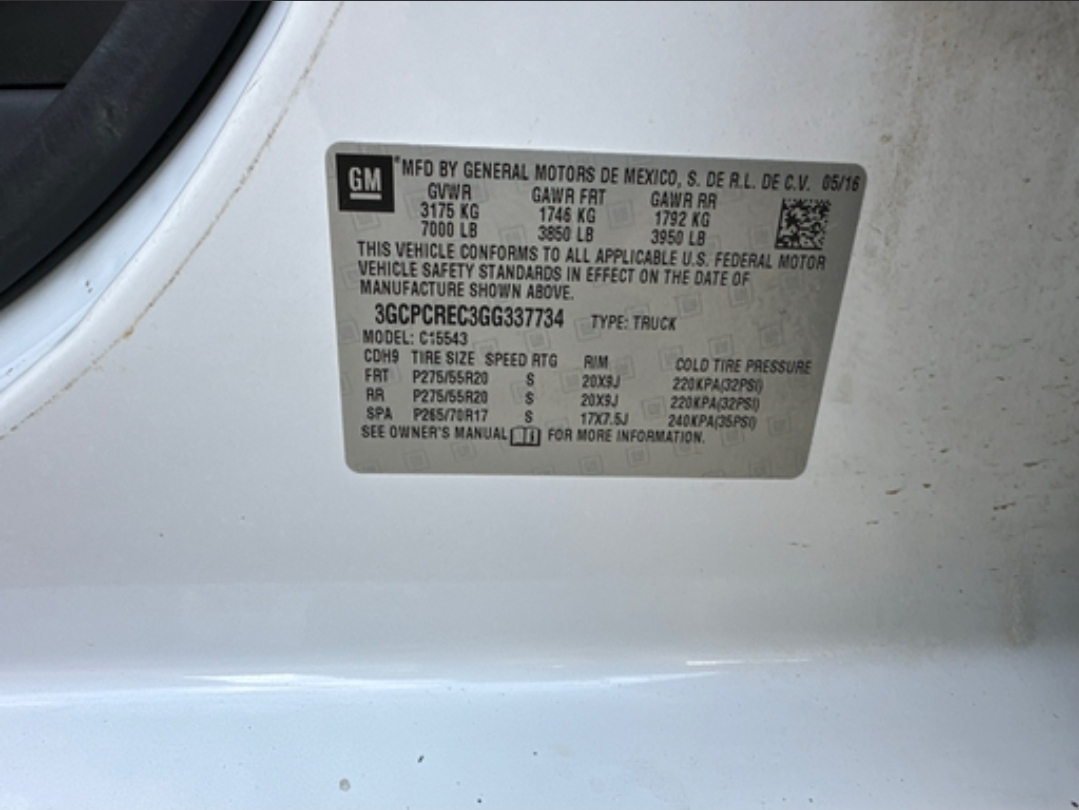 GM *MFD BY GENERAL MOTORS DE MEXICO, S. DE R.L. DE C.V. 05/16
GVWR GAWR FRT GAWR RR
3175 KG 1746 KG 1792 KG
7000 LB 3850 LB 3950 LB
THIS VEHICLE CONFORMS TO ALL APPLICABLE U.S. FEDERAL MOTOR
VEHICLE SAFETY STANDARDS IN EFFECT ON THE DATE OF
MANUFACTURE SHOWN ABOVE.
3GCPCREC3GG337734 TYPE: TRUCK
MODEL: C15543
CDH9 TIRE SIZE SPEED RTG RIM COLD TIRE PRESSURE
FRT P275/55R20 S 20X9J 220KPA(32PSI)
RR P275/55R20 S 20X9J 220KPA(32PSI)
SPA P265/70R17 S 17X7.5J 240KPA(35PSI)
SEE OWNER'S MANUAL FOR MORE INFORMATION.